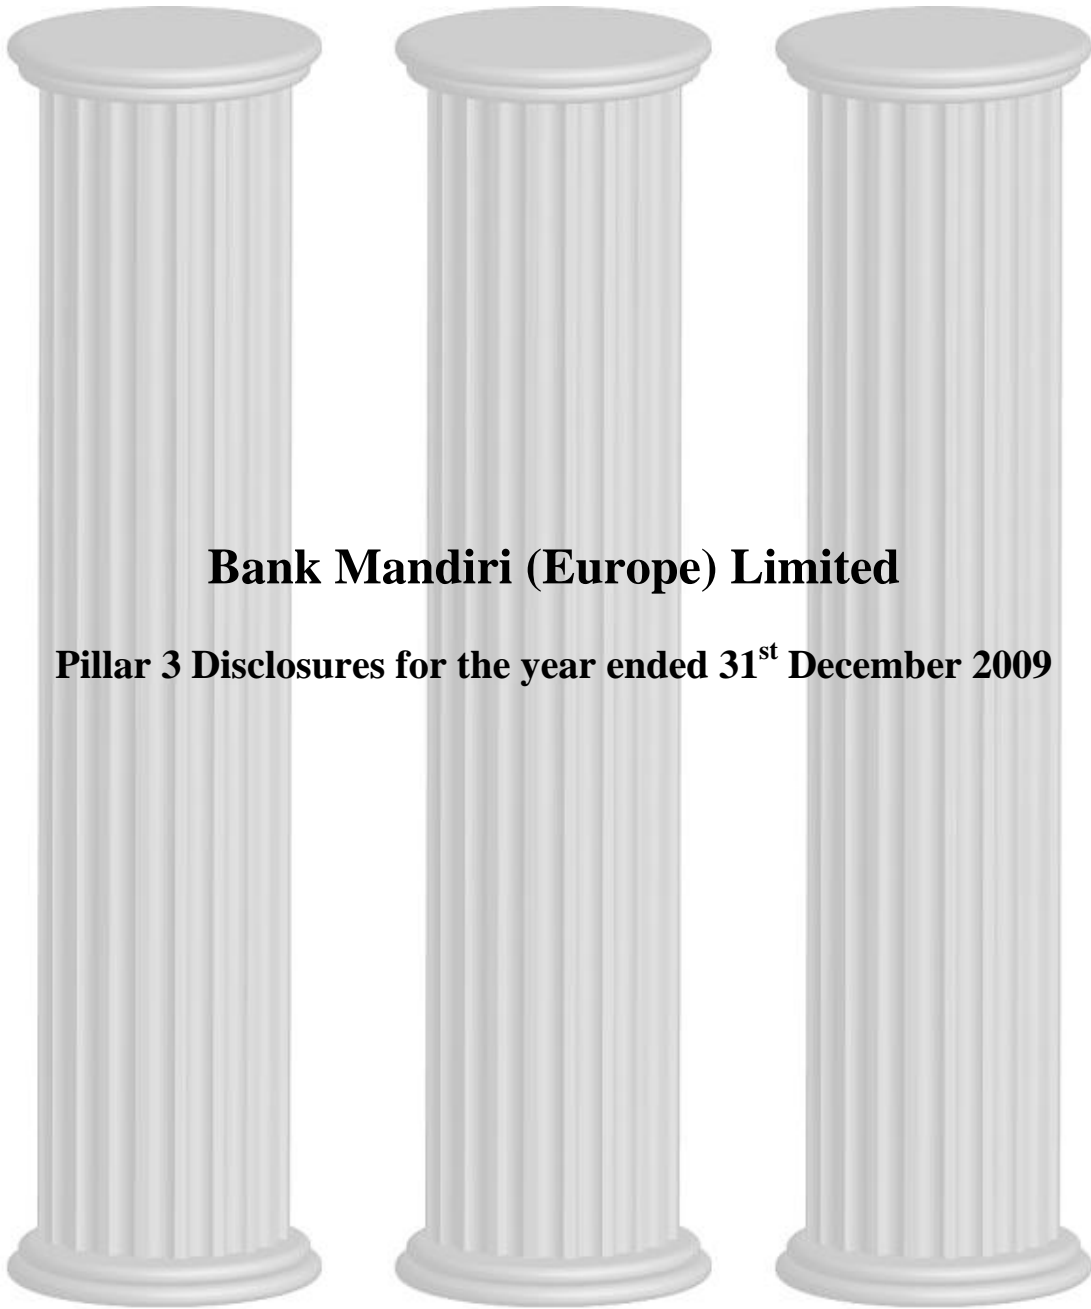 Bank Mandiri (Europe) Limited
Pillar 3 Disclosures for the year ended 31st December 2009